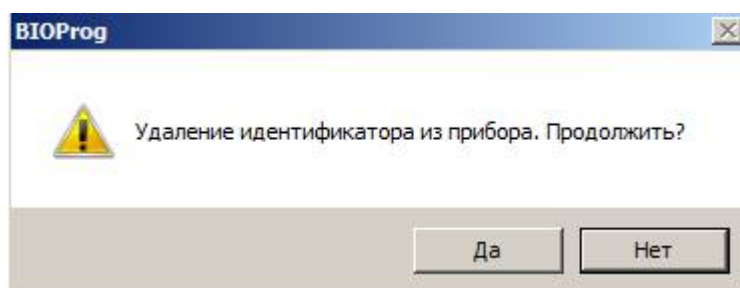 BIOProg
Удаление идентификатора из прибора. Продолжить?
Да
Нет